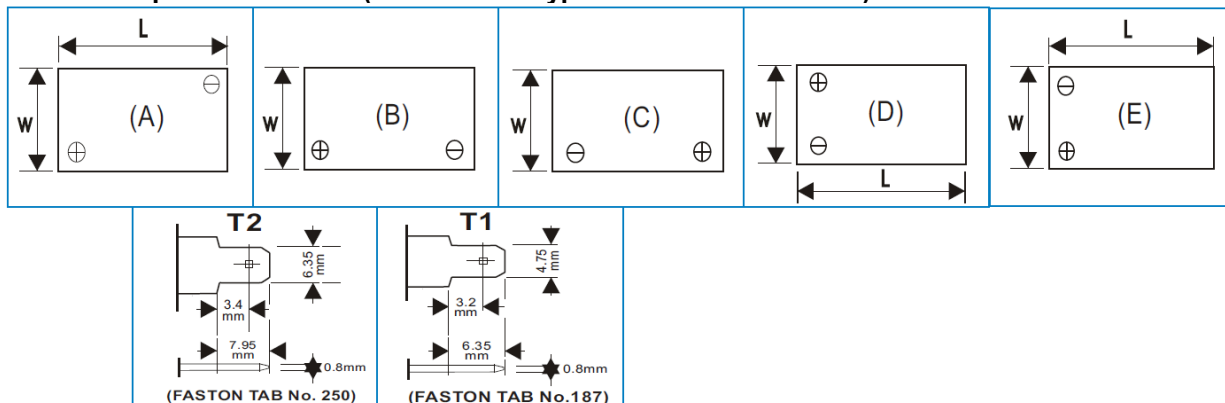 L
W
(A)
⊖
⊕
W
(B)
⊕
⊖
W
(C)
⊖
⊕
W
(D)
⊕
⊖
L
L
W
(E)
⊖
⊕
T2
6.35
mm
3.4
mm
7.95
mm
0.8mm
(FASTON TAB No. 250)
T1
4.75
mm
3.2
mm
6.35
mm
0.8mm
(FASTON TAB No.187)